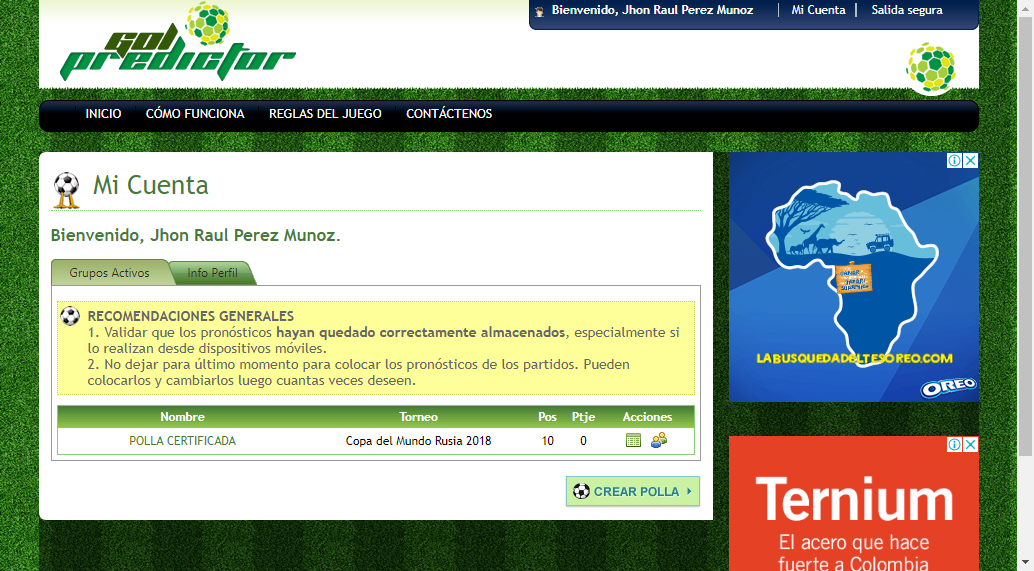 Gol
predictor
Bienvenido, Jhon Raul Perez Munoz | Mi Cuenta | Salida segura
INICIO CÓMO FUNCIONA REGLAS DEL JUEGO CONTÁCTENOS
Mi Cuenta
Bienvenido, Jhon Raul Perez Munoz.
Grupos Activos Info Perfil
RECOMENDACIONES GENERALES
1. Validar que los pronósticos hayan quedado correctamente almacenados, especialmente si
lo realizan desde dispositivos móviles.
2. No dejar para último momento para colocar los pronósticos de los partidos. Pueden
colocarlos y cambiarlos luego cuantas veces deseen.
Nombre Torneo Pos Ptje Acciones
POLLA CERTIFICADA Copa del Mundo Rusia 2018 10 0
CREAR POLLA
LABUSQUEDADELTESOREO.COM
OREO
Ternium
El acero que hace
fuerte a Colombia